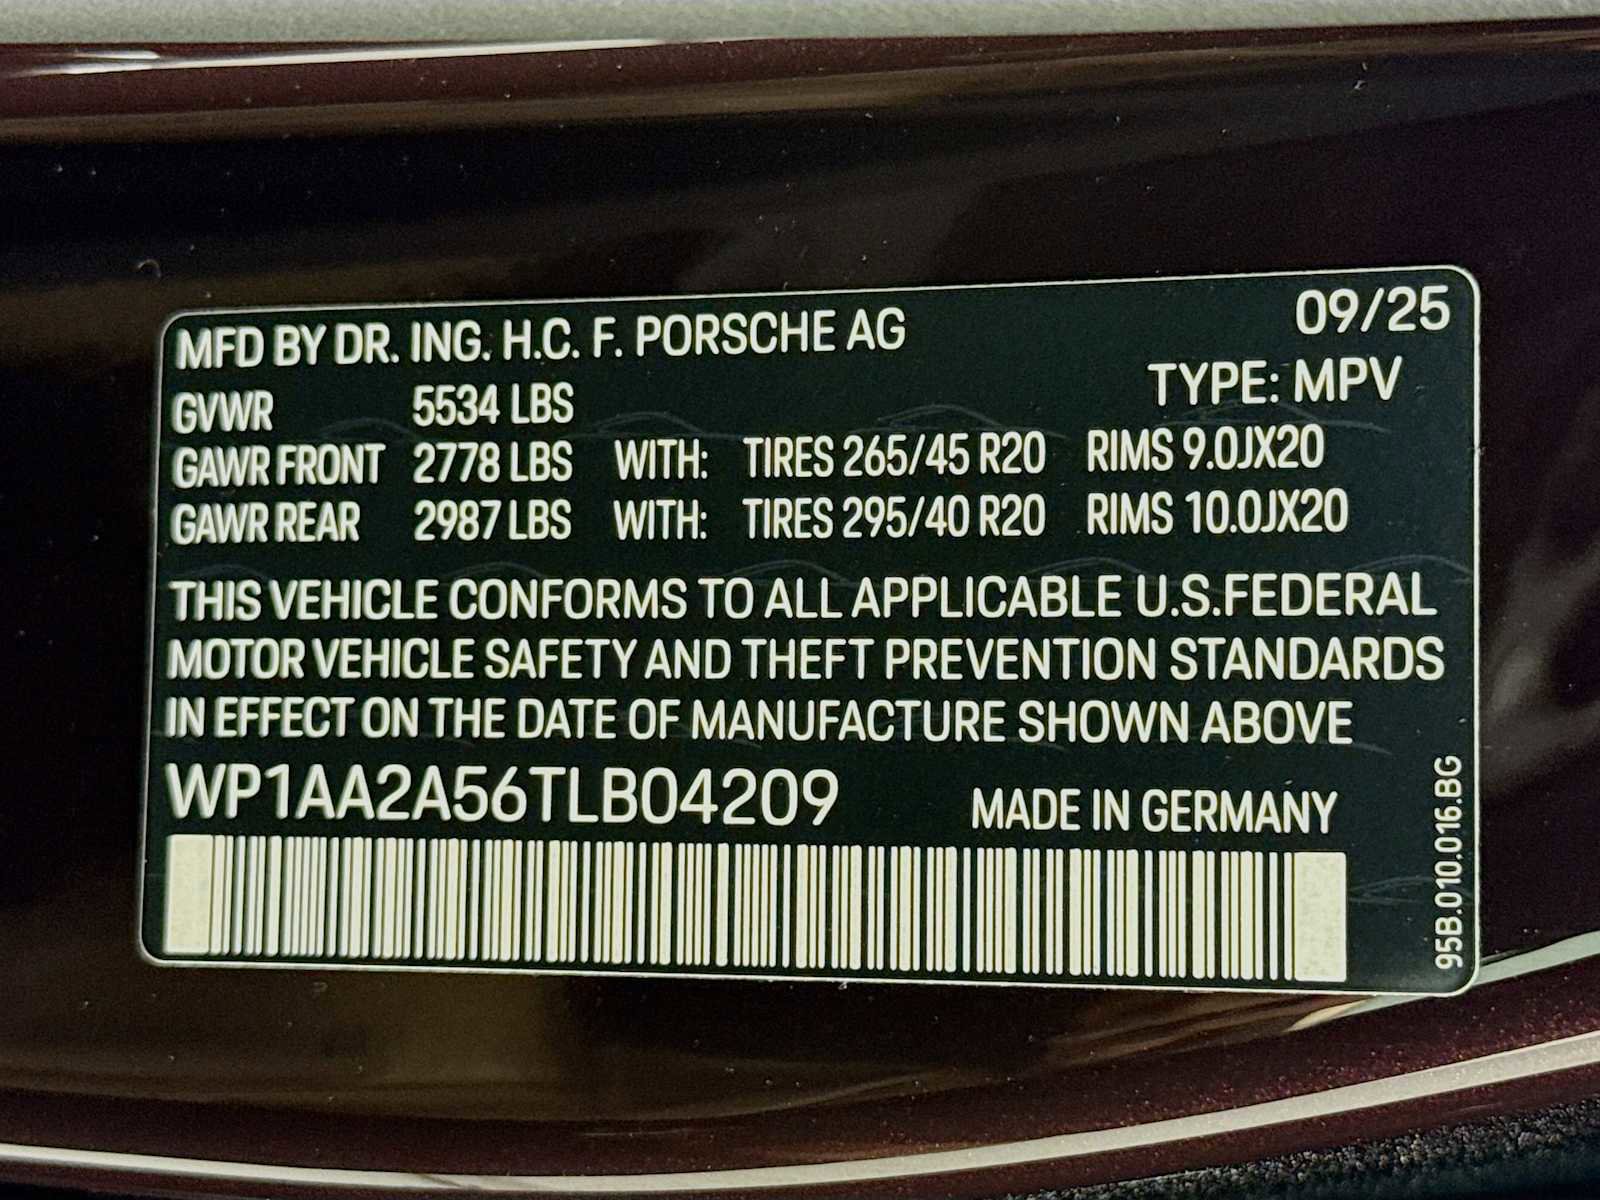 MFD BY DR. ING. H.C. F. PORSCHE AG 09/25
GVWR 5534 LBS TYPE: MPV
GAWR FRONT 2778 LBS WITH: TIRES 265/45 R20 RIMS 9.0JX20
GAWR REAR 2987 LBS WITH: TIRES 295/40 R20 RIMS 10.0JX20
THIS VEHICLE CONFORMS TO ALL APPLICABLE U.S.FEDERAL
MOTOR VEHICLE SAFETY AND THEFT PREVENTION STANDARDS
IN EFFECT ON THE DATE OF MANUFACTURE SHOWN ABOVE
WP1AA2A56TLB04209 MADE IN GERMANY
95B.010.016.BG